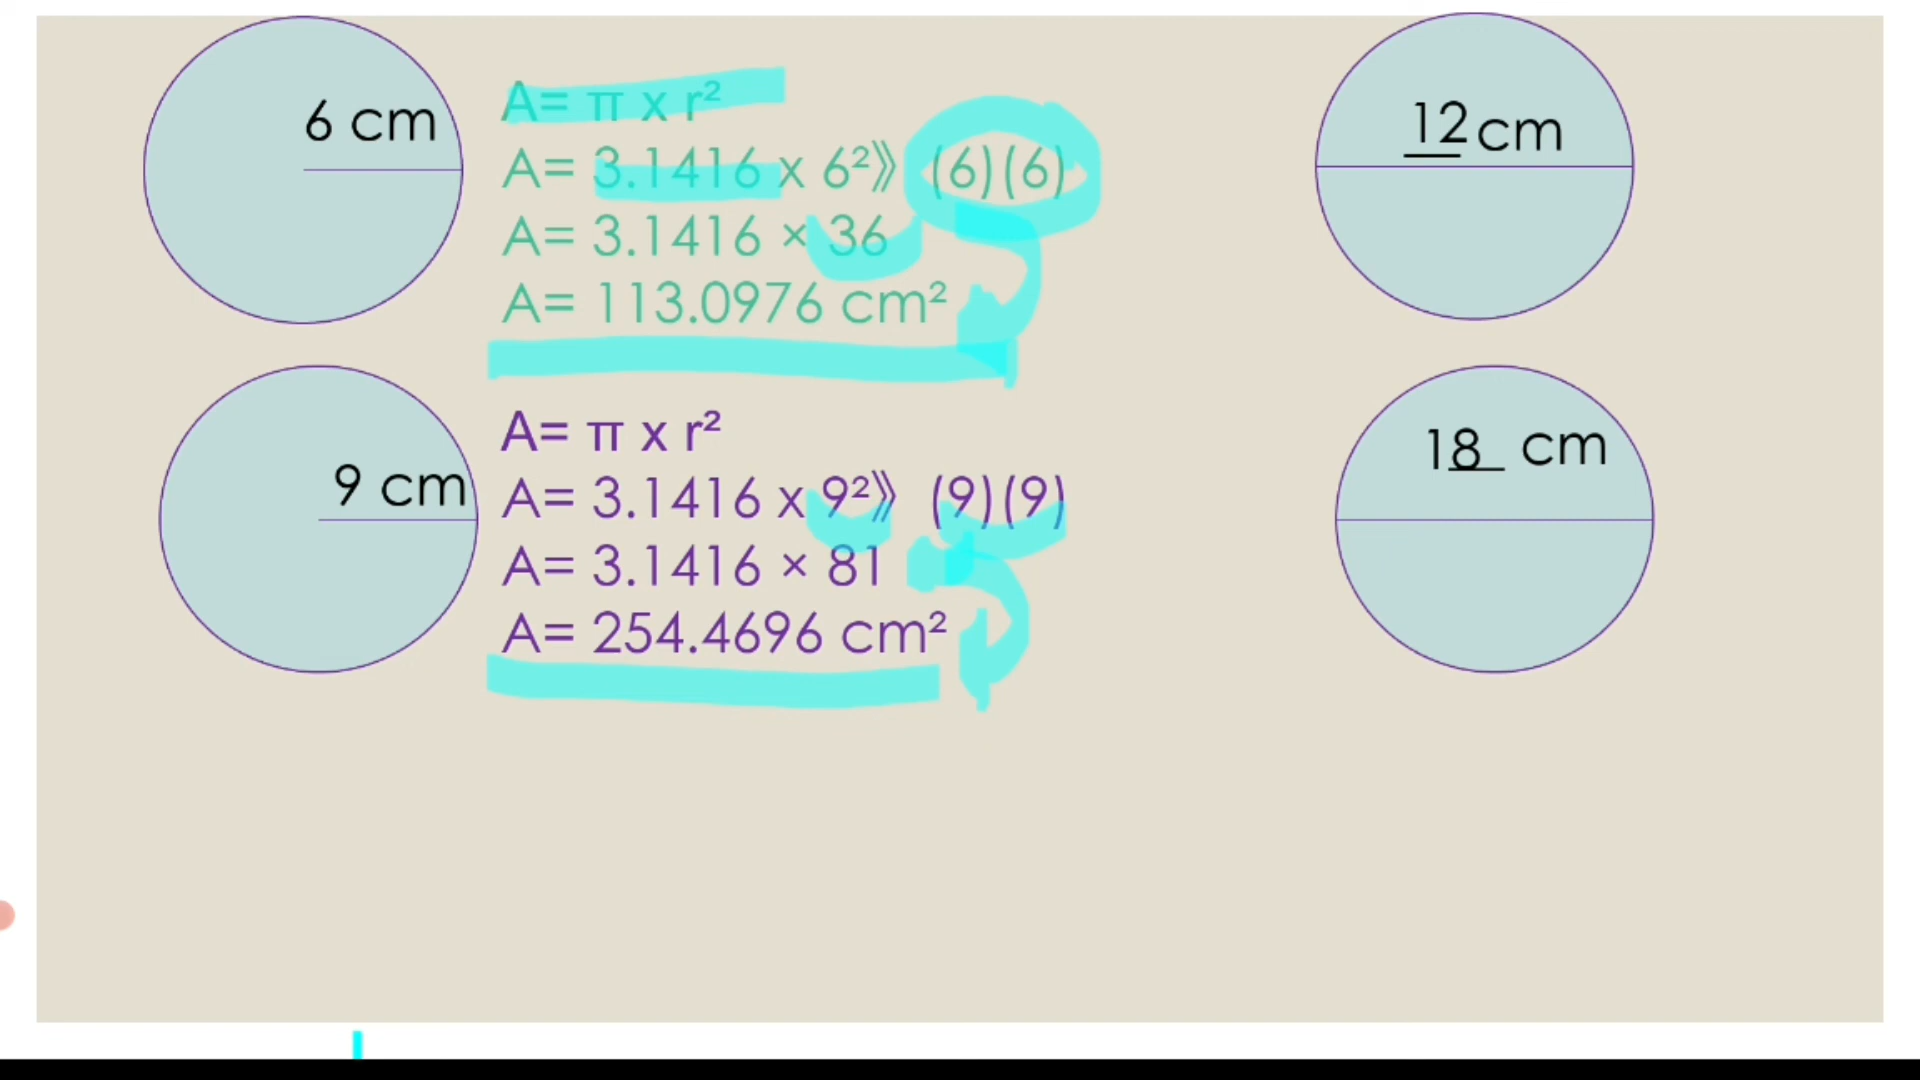 6 cm
A= π x r²
A= 3.1416 x 6²》 (6)(6)
A= 3.1416 × 36
A= 113.0976 cm²
12 cm
9 cm
A= π x r²
A= 3.1416 x 9²》 (9)(9)
A= 3.1416 × 81
A= 254.4696 cm²
18 cm